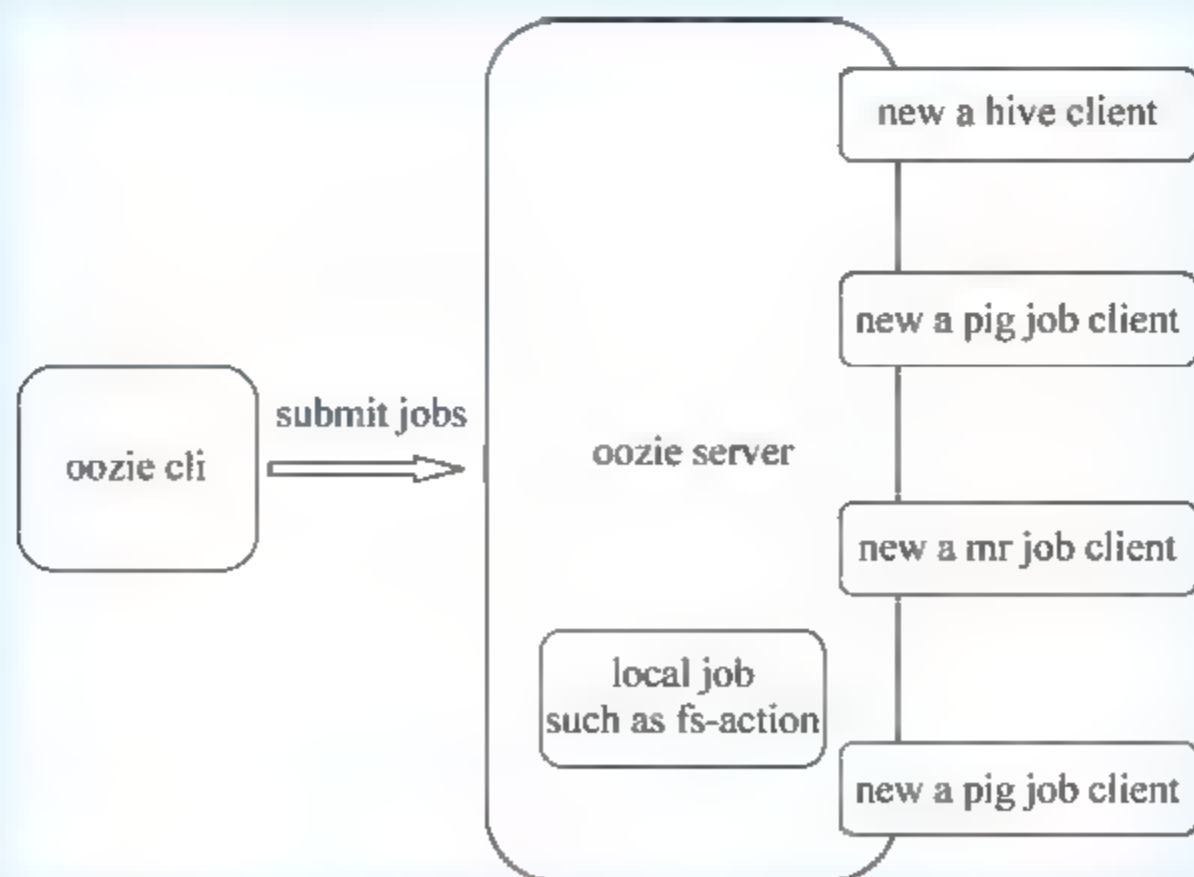 new a hive client
new a pig job client
submit jobs
oozie cli
oozie server
new a mr job client
local job
such as fs-action
new a pig job client